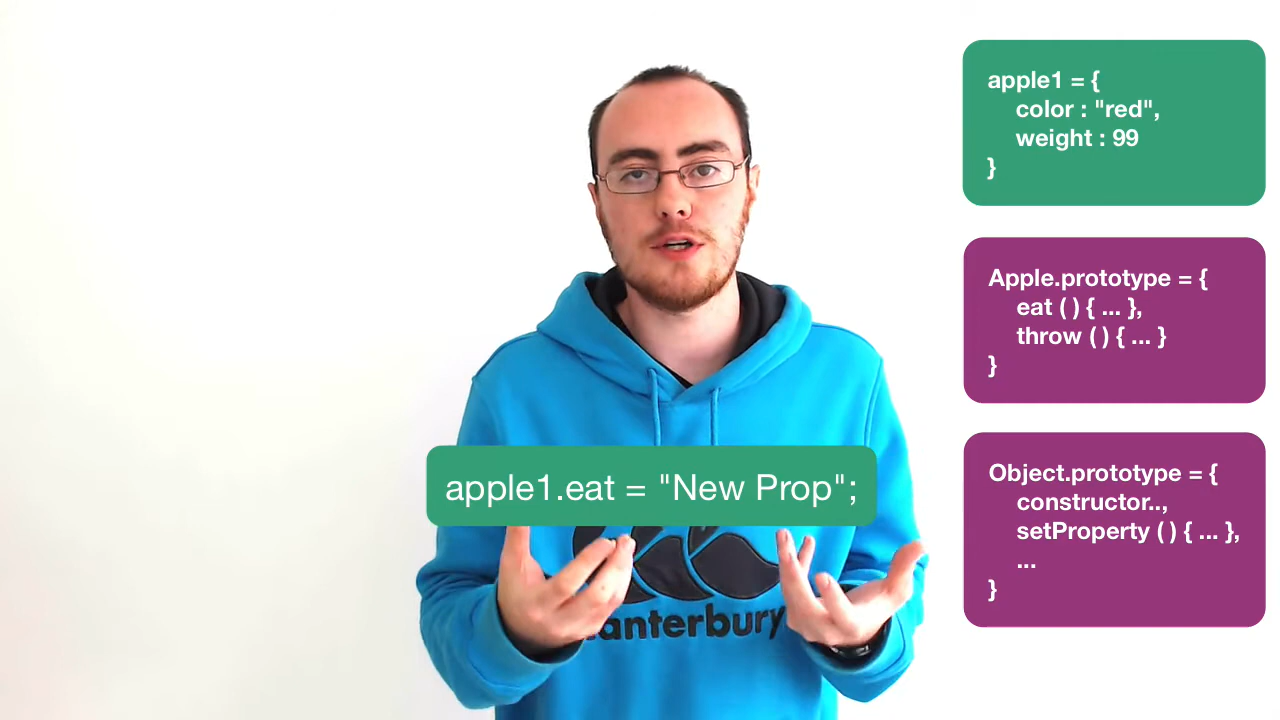 apple1 = {
color : "red",
weight : 99
}
Apple.prototype = {
eat ( ) { ... },
throw ( ) { ... }
}
Object.prototype = {
constructor..,
setProperty ( ) { ... },
...
}
apple1.eat = "New Prop";
anterbury